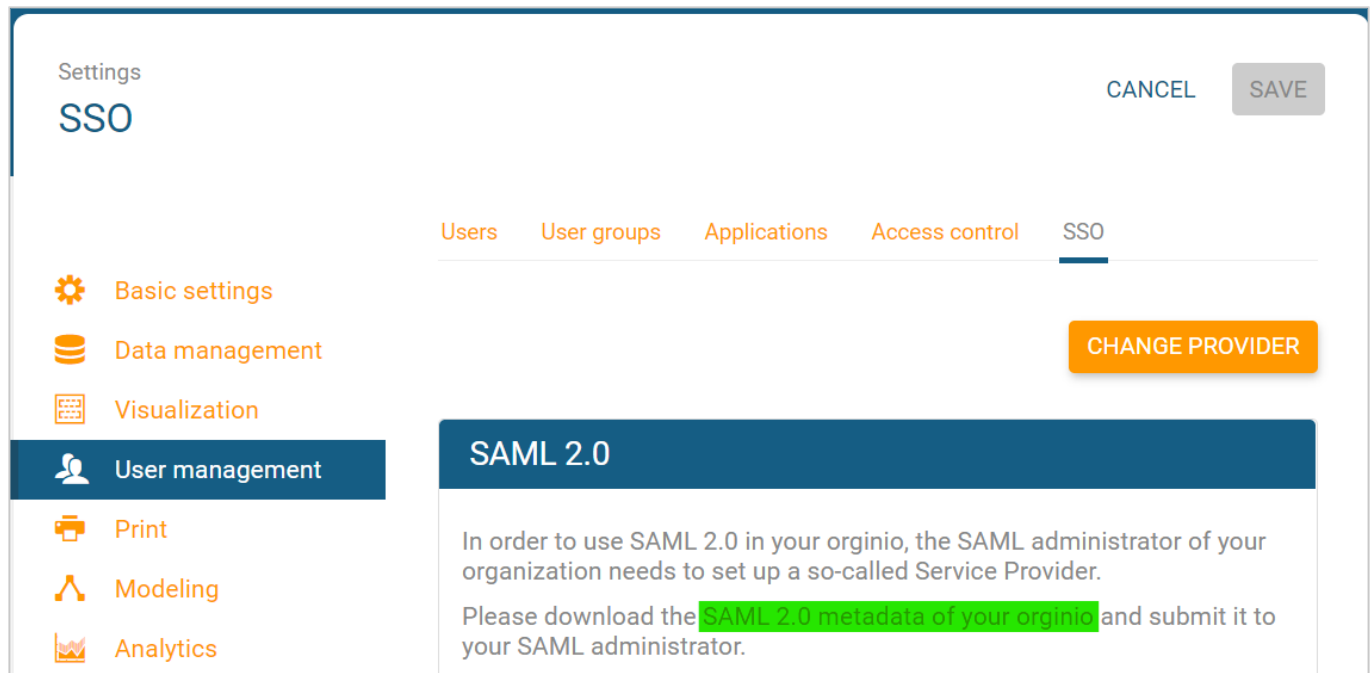 Settings
SSO
CANCEL
SAVE
Users
User groups
Applications
Access control
SSO
Basic settings
Data management
Visualization
User management
Print
Modeling
Analytics
CHANGE PROVIDER
SAML 2.0
In order to use SAML 2.0 in your orginio, the SAML administrator of your
organization needs to set up a so-called Service Provider.
Please download the SAML 2.0 metadata of your orginio and submit it to
your SAML administrator.